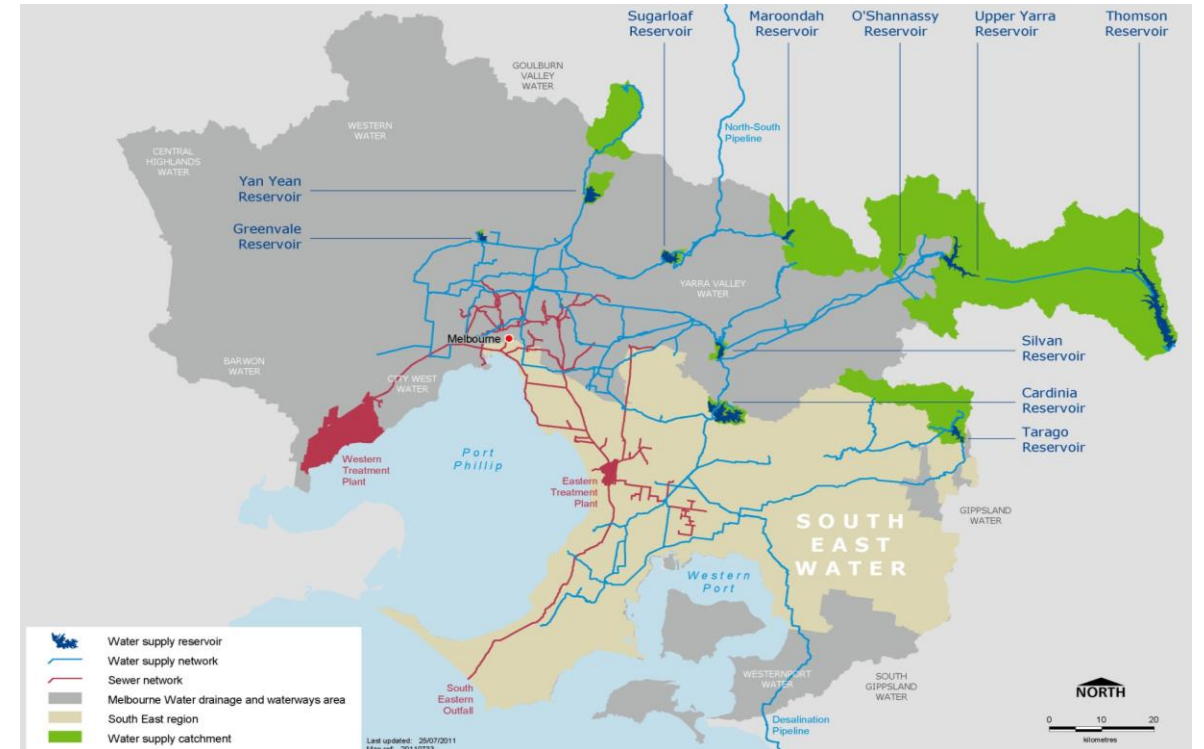 Sugarloaf
Reservoir
Maroondah
Reservoir
O'Shannassy
Reservoir
Upper Yarra
Reservoir
Thomson
Reservoir
GOULBURN
VALLEY
WATER
WESTERN
WATER
CENTRAL
HIGHLANDS
WATER
North-South
Pipeline
Yan Yean
Reservoir
Greenvale
Reservoir
YARRA VALLEY
WATER
Melbourne
Silvan
Reservoir
BARWON
WATER
CITY WEST
WATER
Cardinia
Reservoir
Tarago
Reservoir
Western
Treatment
Plant
Port
Phillip
Eastern
Treatment
Plant
GIPPSLAND
WATER
SOUTH
EAST
WATER
Western
Port
WESTERNPORT
WATER
SOUTH
GIPPSLAND
WATER
South
Eastern
Outfall
Desalination
Pipeline
NORTH
0 10 20
kilometres
Water supply reservoir
Water supply network
Sewer network
Melbourne Water drainage and waterways area
South East region
Water supply catchment
Last updated: 25/07/2011